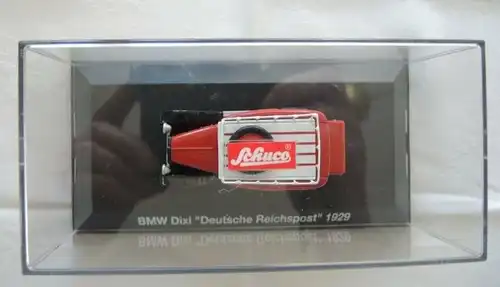 Schuco ®
BMW Dixi "Deutsche Reichspost" 1929